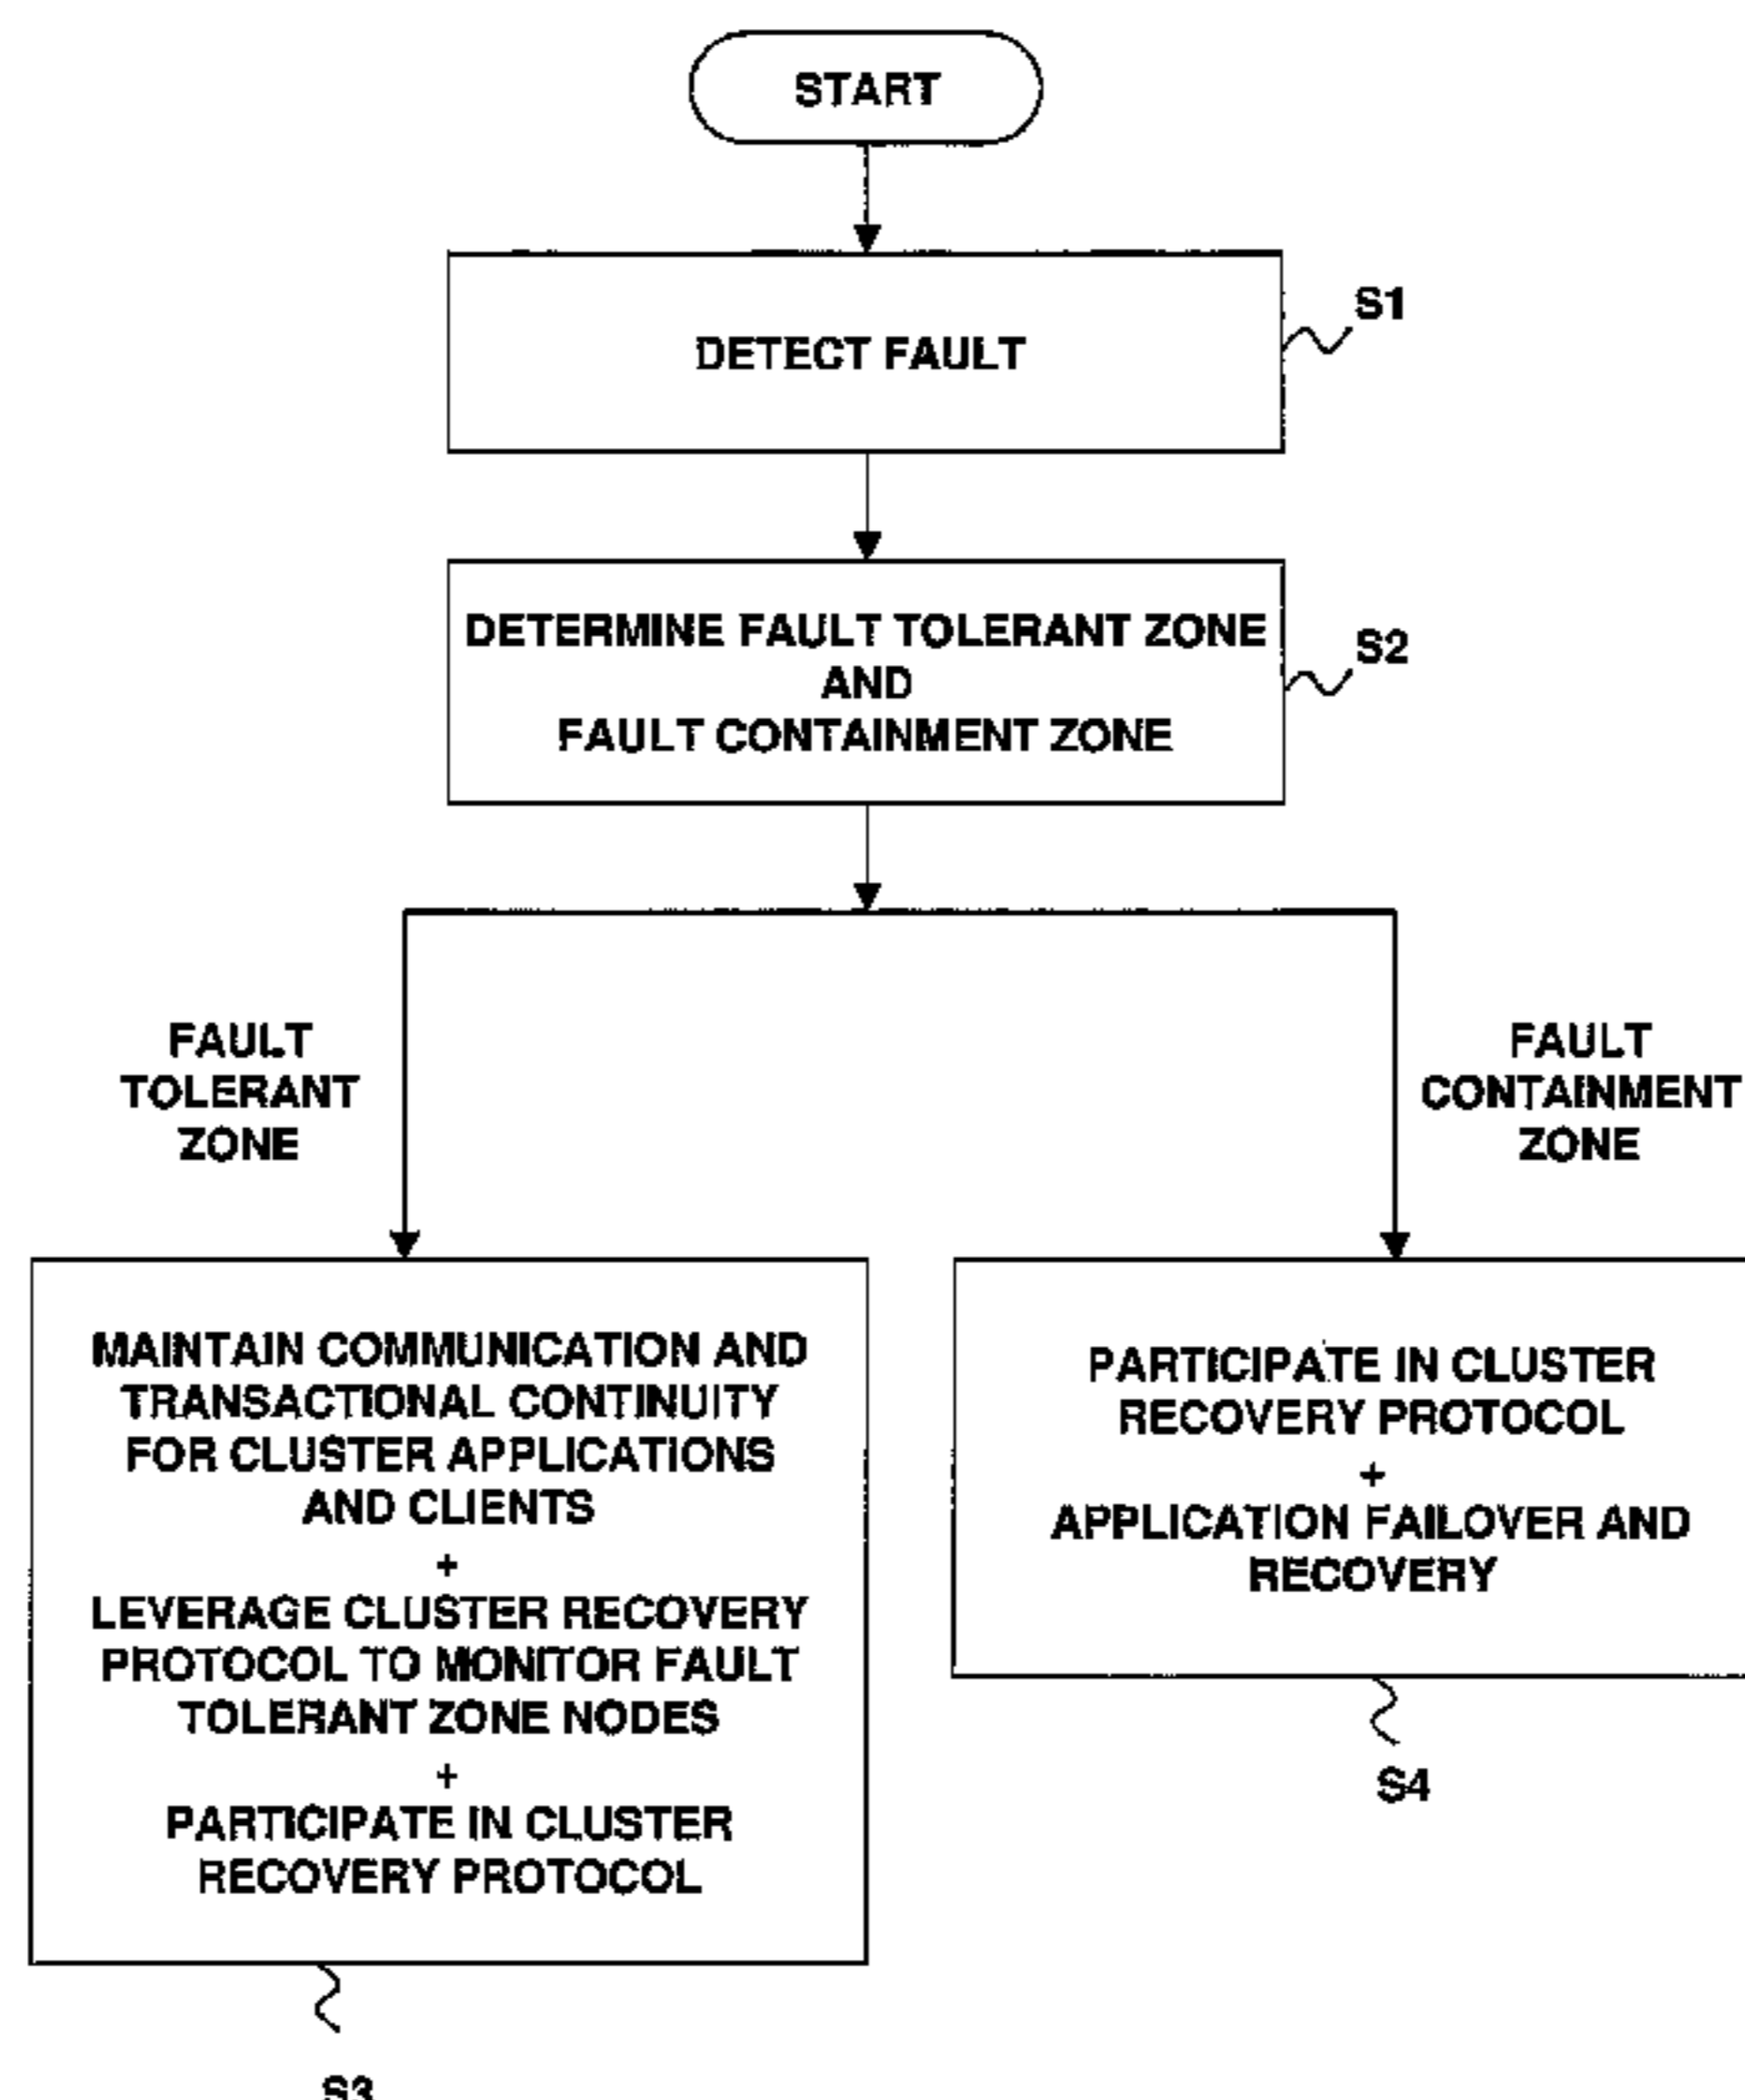 START
DETECT FAULT
S1
DETERMINE FAULT TOLERANT ZONE
AND
FAULT CONTAINMENT ZONE
S2
FAULT
TOLERANT
ZONE
FAULT
CONTAINMENT
ZONE
MAINTAIN COMMUNICATION AND
TRANSACTIONAL CONTINUITY
FOR CLUSTER APPLICATIONS
AND CLIENTS
+
LEVERAGE CLUSTER RECOVERY
PROTOCOL TO MONITOR FAULT
TOLERANT ZONE NODES
+
PARTICIPATE IN CLUSTER
RECOVERY PROTOCOL
S3
PARTICIPATE IN CLUSTER
RECOVERY PROTOCOL
+
APPLICATION FAILOVER AND
RECOVERY
S4